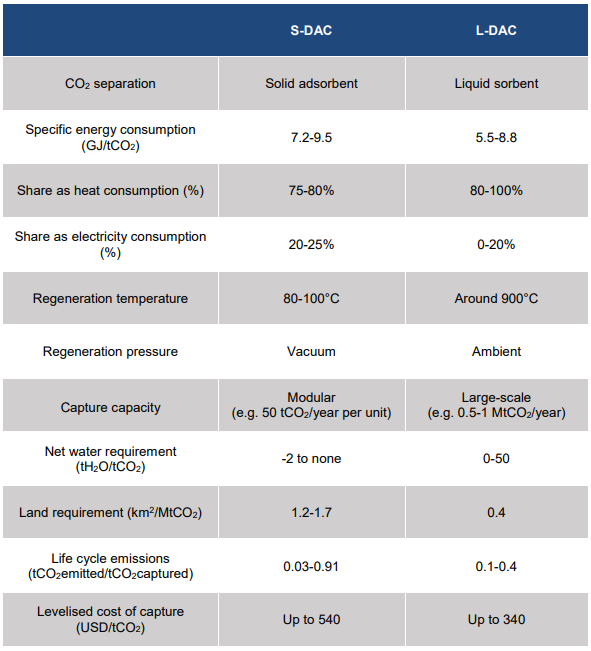 S-DAC L-DAC
CO₂ separation Solid adsorbent Liquid sorbent
Specific energy consumption
(GJ/tCO₂) 7.2-9.5 5.5-8.8
Share as heat consumption (%) 75-80% 80-100%
Share as electricity consumption
(%) 20-25% 0-20%
Regeneration temperature 80-100°C Around 900°C
Regeneration pressure Vacuum Ambient
Capture capacity Modular Large-scale
(e.g. 50 tCO₂/year per unit) (e.g. 0.5-1 MtCO₂/year)
Net water requirement
(tH₂O/tCO₂) -2 to none 0-50
Land requirement (km²/MtCO₂) 1.2-1.7 0.4
Life cycle emissions
(tCO₂emitted/tCO₂captured) 0.03-0.91 0.1-0.4
Levelised cost of capture
(USD/tCO₂) Up to 540 Up to 340